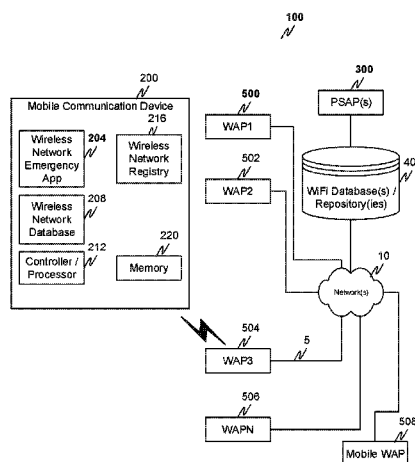 100
200
Mobile Communication Device
204
Wireless
Network
Emergency
App
216
Wireless
Network
Registry
208
Wireless
Network
Database
212
Controller /
Processor
220
Memory
500
WAP1
502
WAP2
504
WAP3
5
506
WAPN
508
Mobile WAP
300
PSAP(s)
40
WiFi Database(s) /
Repository(ies)
10
Network(s)